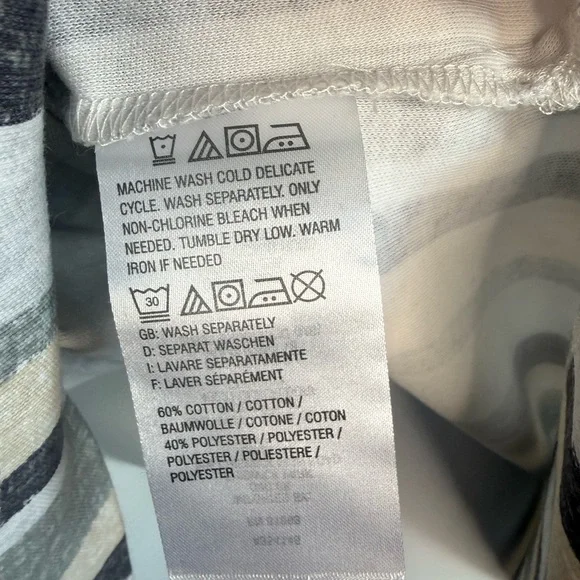 MACHINE WASH COLD DELICATE
CYCLE. WASH SEPARATELY. ONLY
NON-CHLORINE BLEACH WHEN
NEEDED. TUMBLE DRY LOW. WARM
IRON IF NEEDED
30
GB: WASH SEPARATELY
D: SEPARAT WASCHEN
I: LAVARE SEPARATAMENTE
F: LAVER SÉPARÉMENT
60% COTTON / COTTON /
BAUMWOLLE / COTONE / COTON
40% POLYESTER / POLYESTER /
POLYESTER / POLIESTERE /
POLYESTER